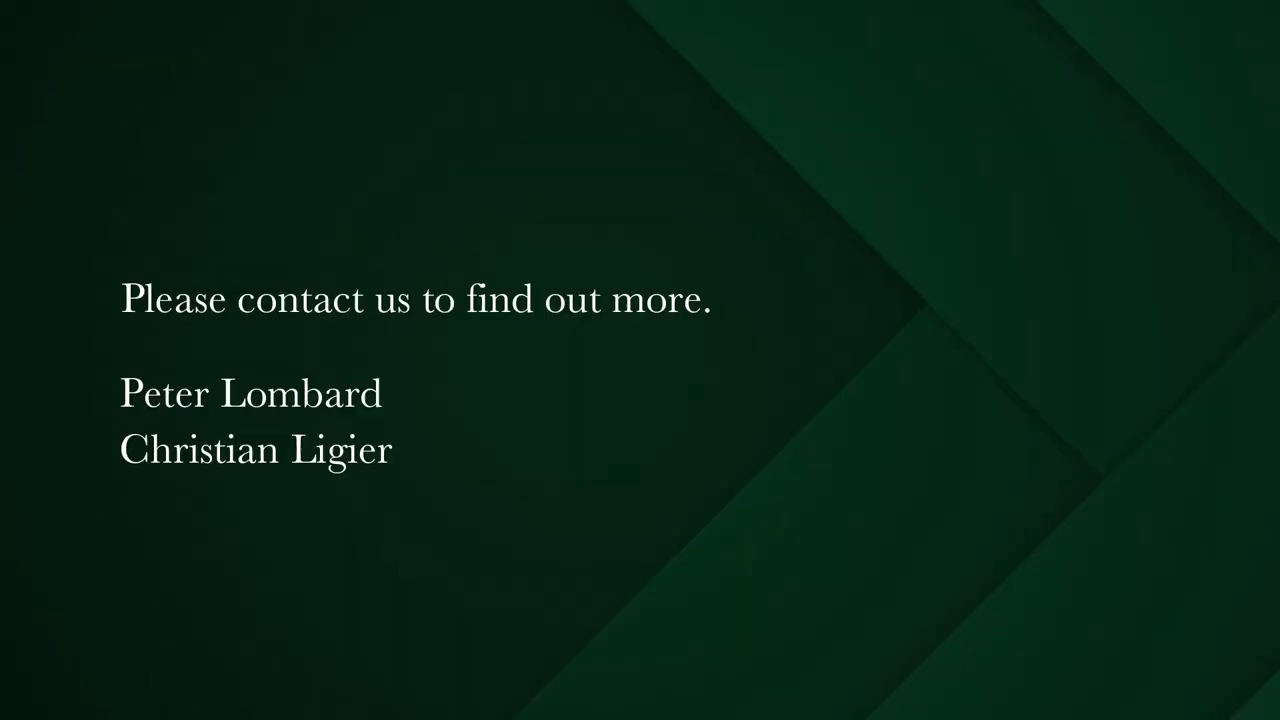 Please contact us to find out more.
Peter Lombard
Christian Ligier